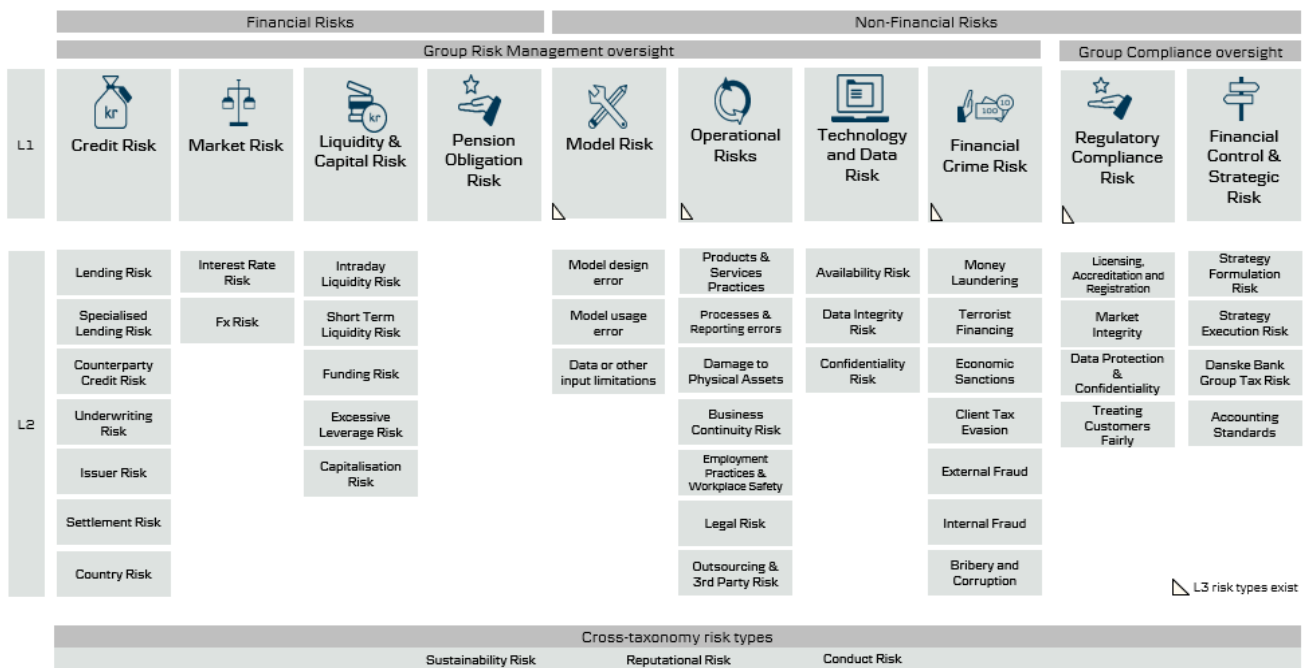 Financial Risks
Non-Financial Risks
Group Risk Management oversight
Group Compliance oversight
L1
kr
Credit Risk
Market Risk
kr
Liquidity &
Capital Risk
Pension
Obligation
Risk
Model Risk
Operational
Risks
Technology
and Data
Risk
100
10
Financial
Crime Risk
Regulatory
Compliance
Risk
Financial
Control &
Strategic
Risk
L2
Lending Risk
Specialised
Lending Risk
Counterparty
Credit Risk
Underwriting
Risk
Issuer Risk
Settlement Risk
Country Risk
Interest Rate
Risk
Fx Risk
Intraday
Liquidity Risk
Short Term
Liquidity Risk
Funding Risk
Excessive
Leverage Risk
Capitalisation
Risk
Model design
error
Model usage
error
Data or other
input limitations
Products &
Services
Practices
Processes &
Reporting errors
Damage to
Physical Assets
Business
Continuity Risk
Employment
Practices &
Workplace Safety
Legal Risk
Outsourcing &
3rd Party Risk
Availability Risk
Data Integrity
Risk
Confidentiality
Risk
Money
Laundering
Terrorist
Financing
Economic
Sanctions
Client Tax
Evasion
External Fraud
Internal Fraud
Bribery and
Corruption
Licensing,
Accreditation and
Registration
Market
Integrity
Data Protection
&
Confidentiality
Treating
Customers
Fairly
Strategy
Formulation
Risk
Strategy
Execution Risk
Danske Bank
Group Tax Risk
Accounting
Standards
L3 risk types exist
Cross-taxonomy risk types
Sustainability Risk
Reputational Risk
Conduct Risk